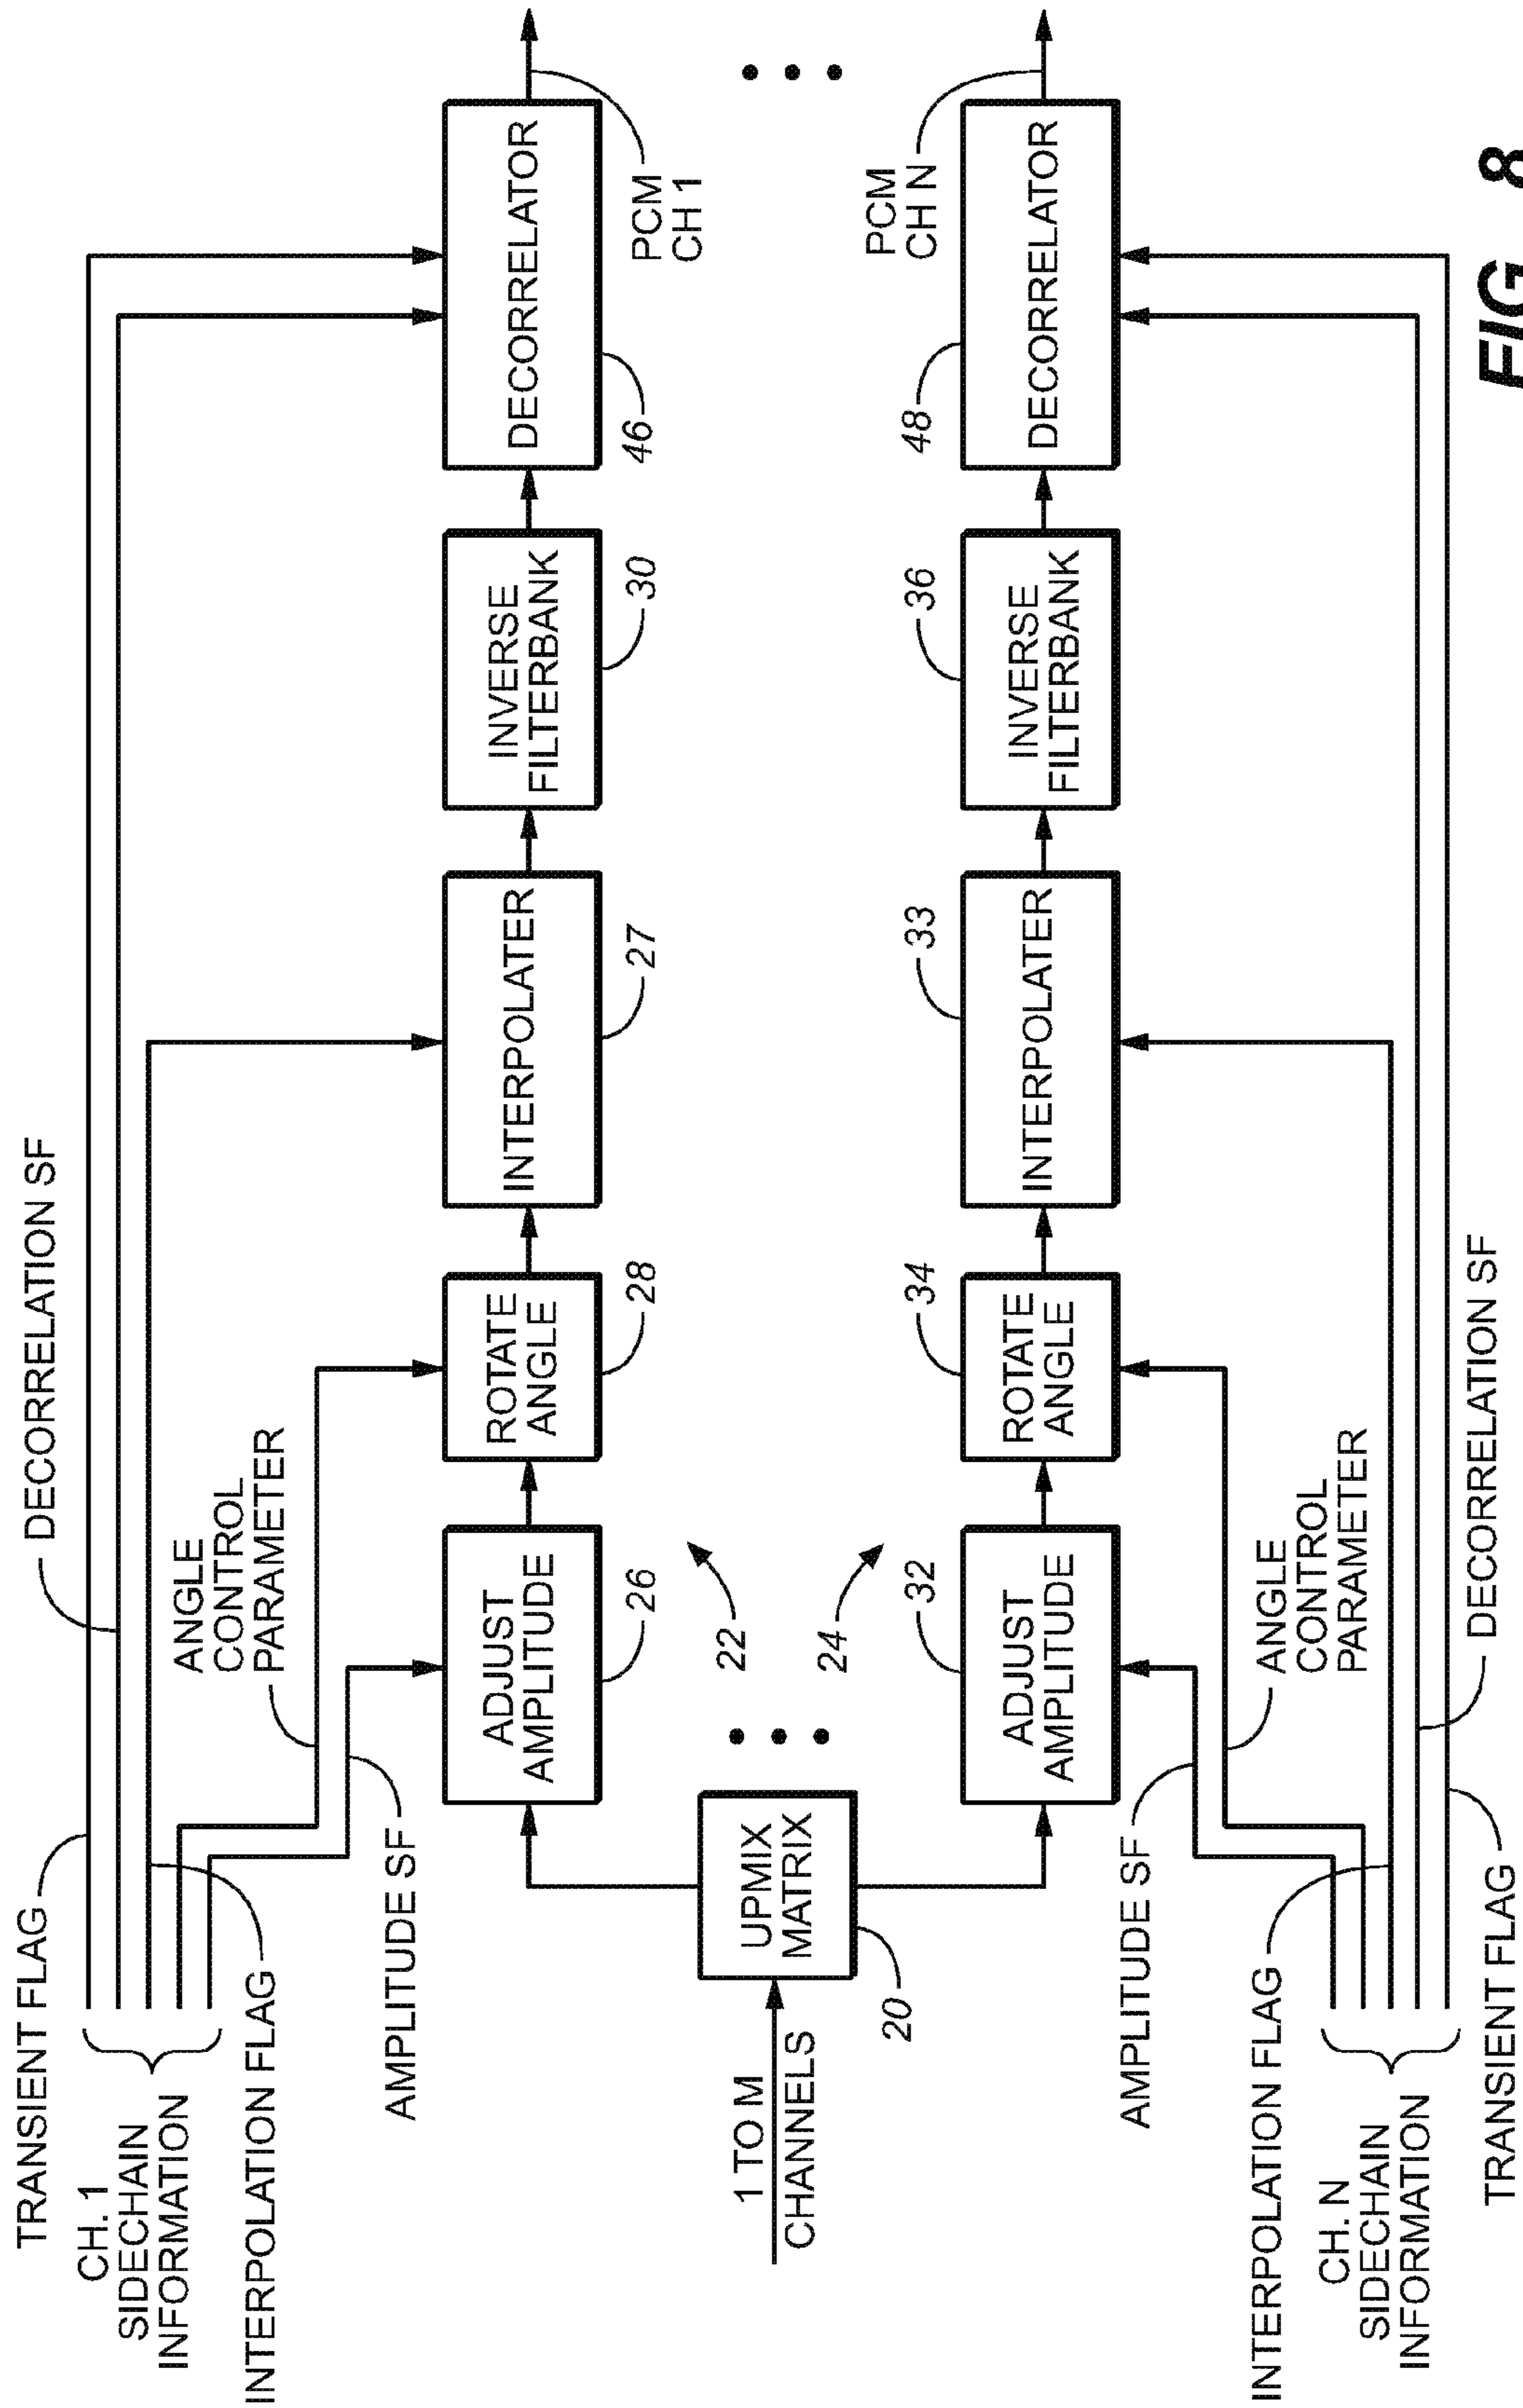 TRANSIENT FLAG
DECORRELATION SF
CH. 1
SIDECHAIN
INFORMATION
INTERPOLATION FLAG
ANGLE
CONTROL
PARAMETER
AMPLITUDE SF
ADJUST
AMPLITUDE
26
ROTATE
ANGLE
28
INTERPOLATER
27
INVERSE
FILTERBANK
30
DECORRELATOR
46
PCM
CH 1
22
1 TO M
CHANNELS
UPMIX
MATRIX
20
24
ADJUST
AMPLITUDE
32
ROTATE
ANGLE
34
INTERPOLATER
33
INVERSE
FILTERBANK
36
DECORRELATOR
48
PCM
CH N
AMPLITUDE SF
ANGLE
CONTROL
PARAMETER
INTERPOLATION FLAG
CH. N
SIDECHAIN
INFORMATION
DECORRELATION SF
TRANSIENT FLAG
FIG 8